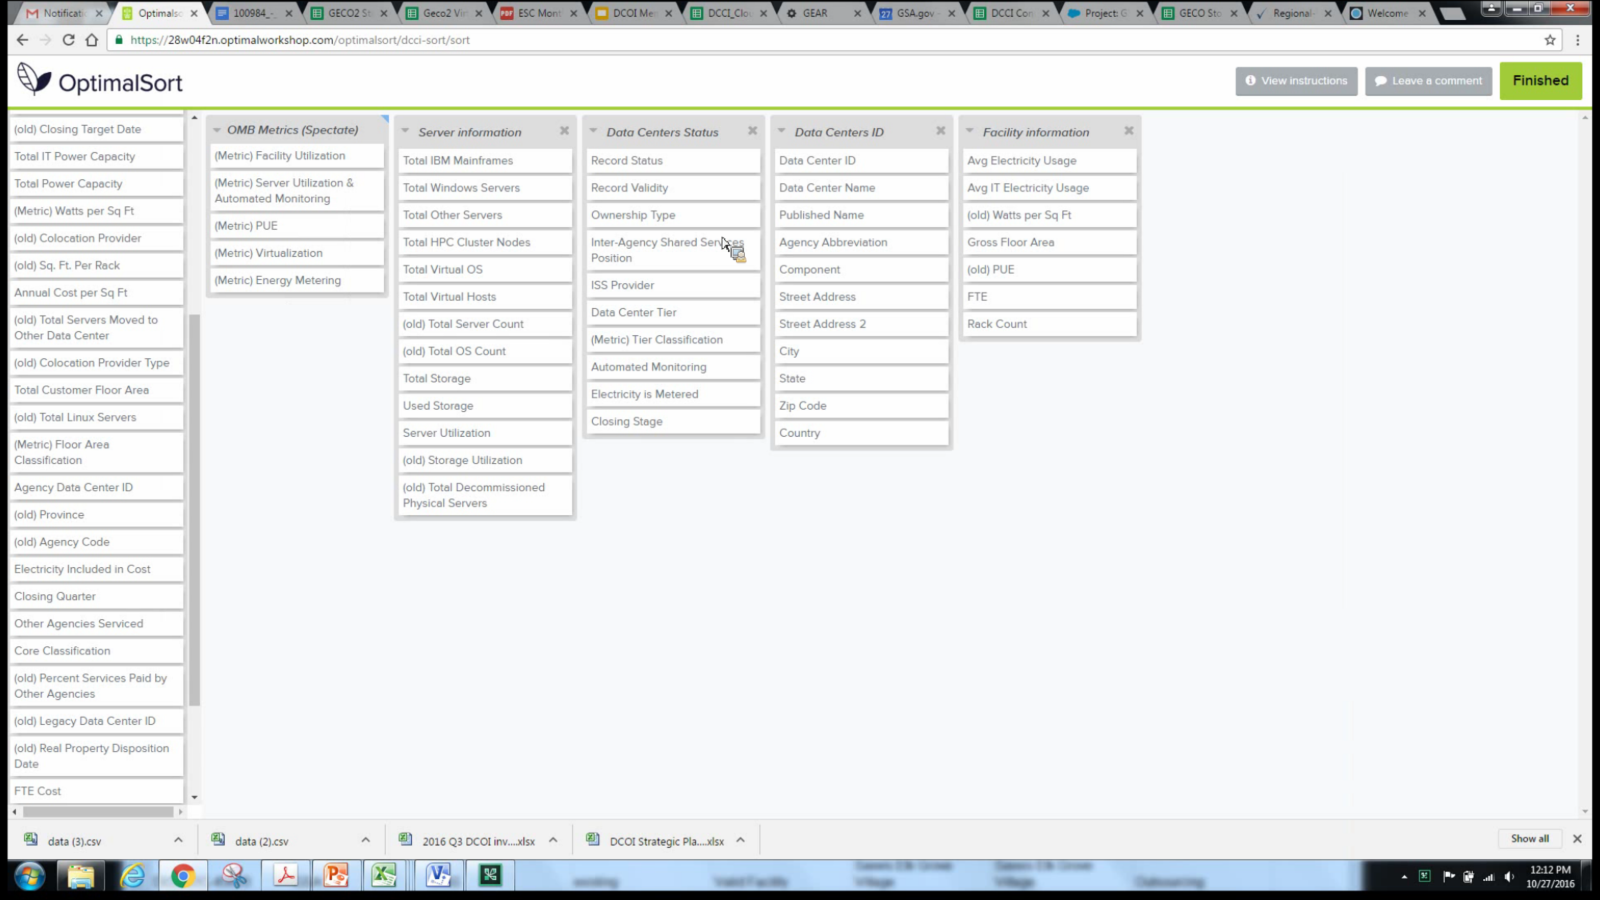 Notificati
Optimals
100984_-
GECO2 S
Geco2 Vi
ESC Mont
DCOI Me
DCCI_Clo
GEAR
GSA.gov
DCCI Con
Project: G
GECO Sto
Regional-
Welcome
https://28w04f2n.optimalworkshop.com/optimalsort/dcci-sort/sort
OptimalSort
View instructions
Leave a comment
Finished
(old) Closing Target Date
Total IT Power Capacity
Total Power Capacity
(Metric) Watts per Sq Ft
(old) Colocation Provider
(old) Sq. Ft. Per Rack
Annual Cost per Sq Ft
(old) Total Servers Moved to
Other Data Center
(old) Colocation Provider Type
Total Customer Floor Area
(old) Total Linux Servers
(Metric) Floor Area
Classification
Agency Data Center ID
(old) Province
(old) Agency Code
Electricity Included in Cost
Closing Quarter
Other Agencies Serviced
Core Classification
(old) Percent Services Paid by
Other Agencies
(old) Legacy Data Center ID
(old) Real Property Disposition
Date
FTE Cost
OMB Metrics (Spectate)
(Metric) Facility Utilization
(Metric) Server Utilization &
Automated Monitoring
(Metric) PUE
(Metric) Virtualization
(Metric) Energy Metering
Server information
Total IBM Mainframes
Total Windows Servers
Total Other Servers
Total HPC Cluster Nodes
Total Virtual OS
Total Virtual Hosts
(old) Total Server Count
(old) Total OS Count
Total Storage
Used Storage
Server Utilization
(old) Storage Utilization
(old) Total Decommissioned
Physical Servers
Data Centers Status
Record Status
Record Validity
Ownership Type
Inter-Agency Shared Services
Position
ISS Provider
Data Center Tier
(Metric) Tier Classification
Automated Monitoring
Electricity is Metered
Closing Stage
Data Centers ID
Data Center ID
Data Center Name
Published Name
Agency Abbreviation
Component
Street Address
Street Address 2
City
State
Zip Code
Country
Facility information
Avg Electricity Usage
Avg IT Electricity Usage
(old) Watts per Sq Ft
Gross Floor Area
(old) PUE
FTE
Rack Count
data (3).csv
data (2).csv
2016 Q3 DCOI inv....xlsx
DCOI Strategic Pla....xlsx
Show all
12:12 PM
10/27/2016